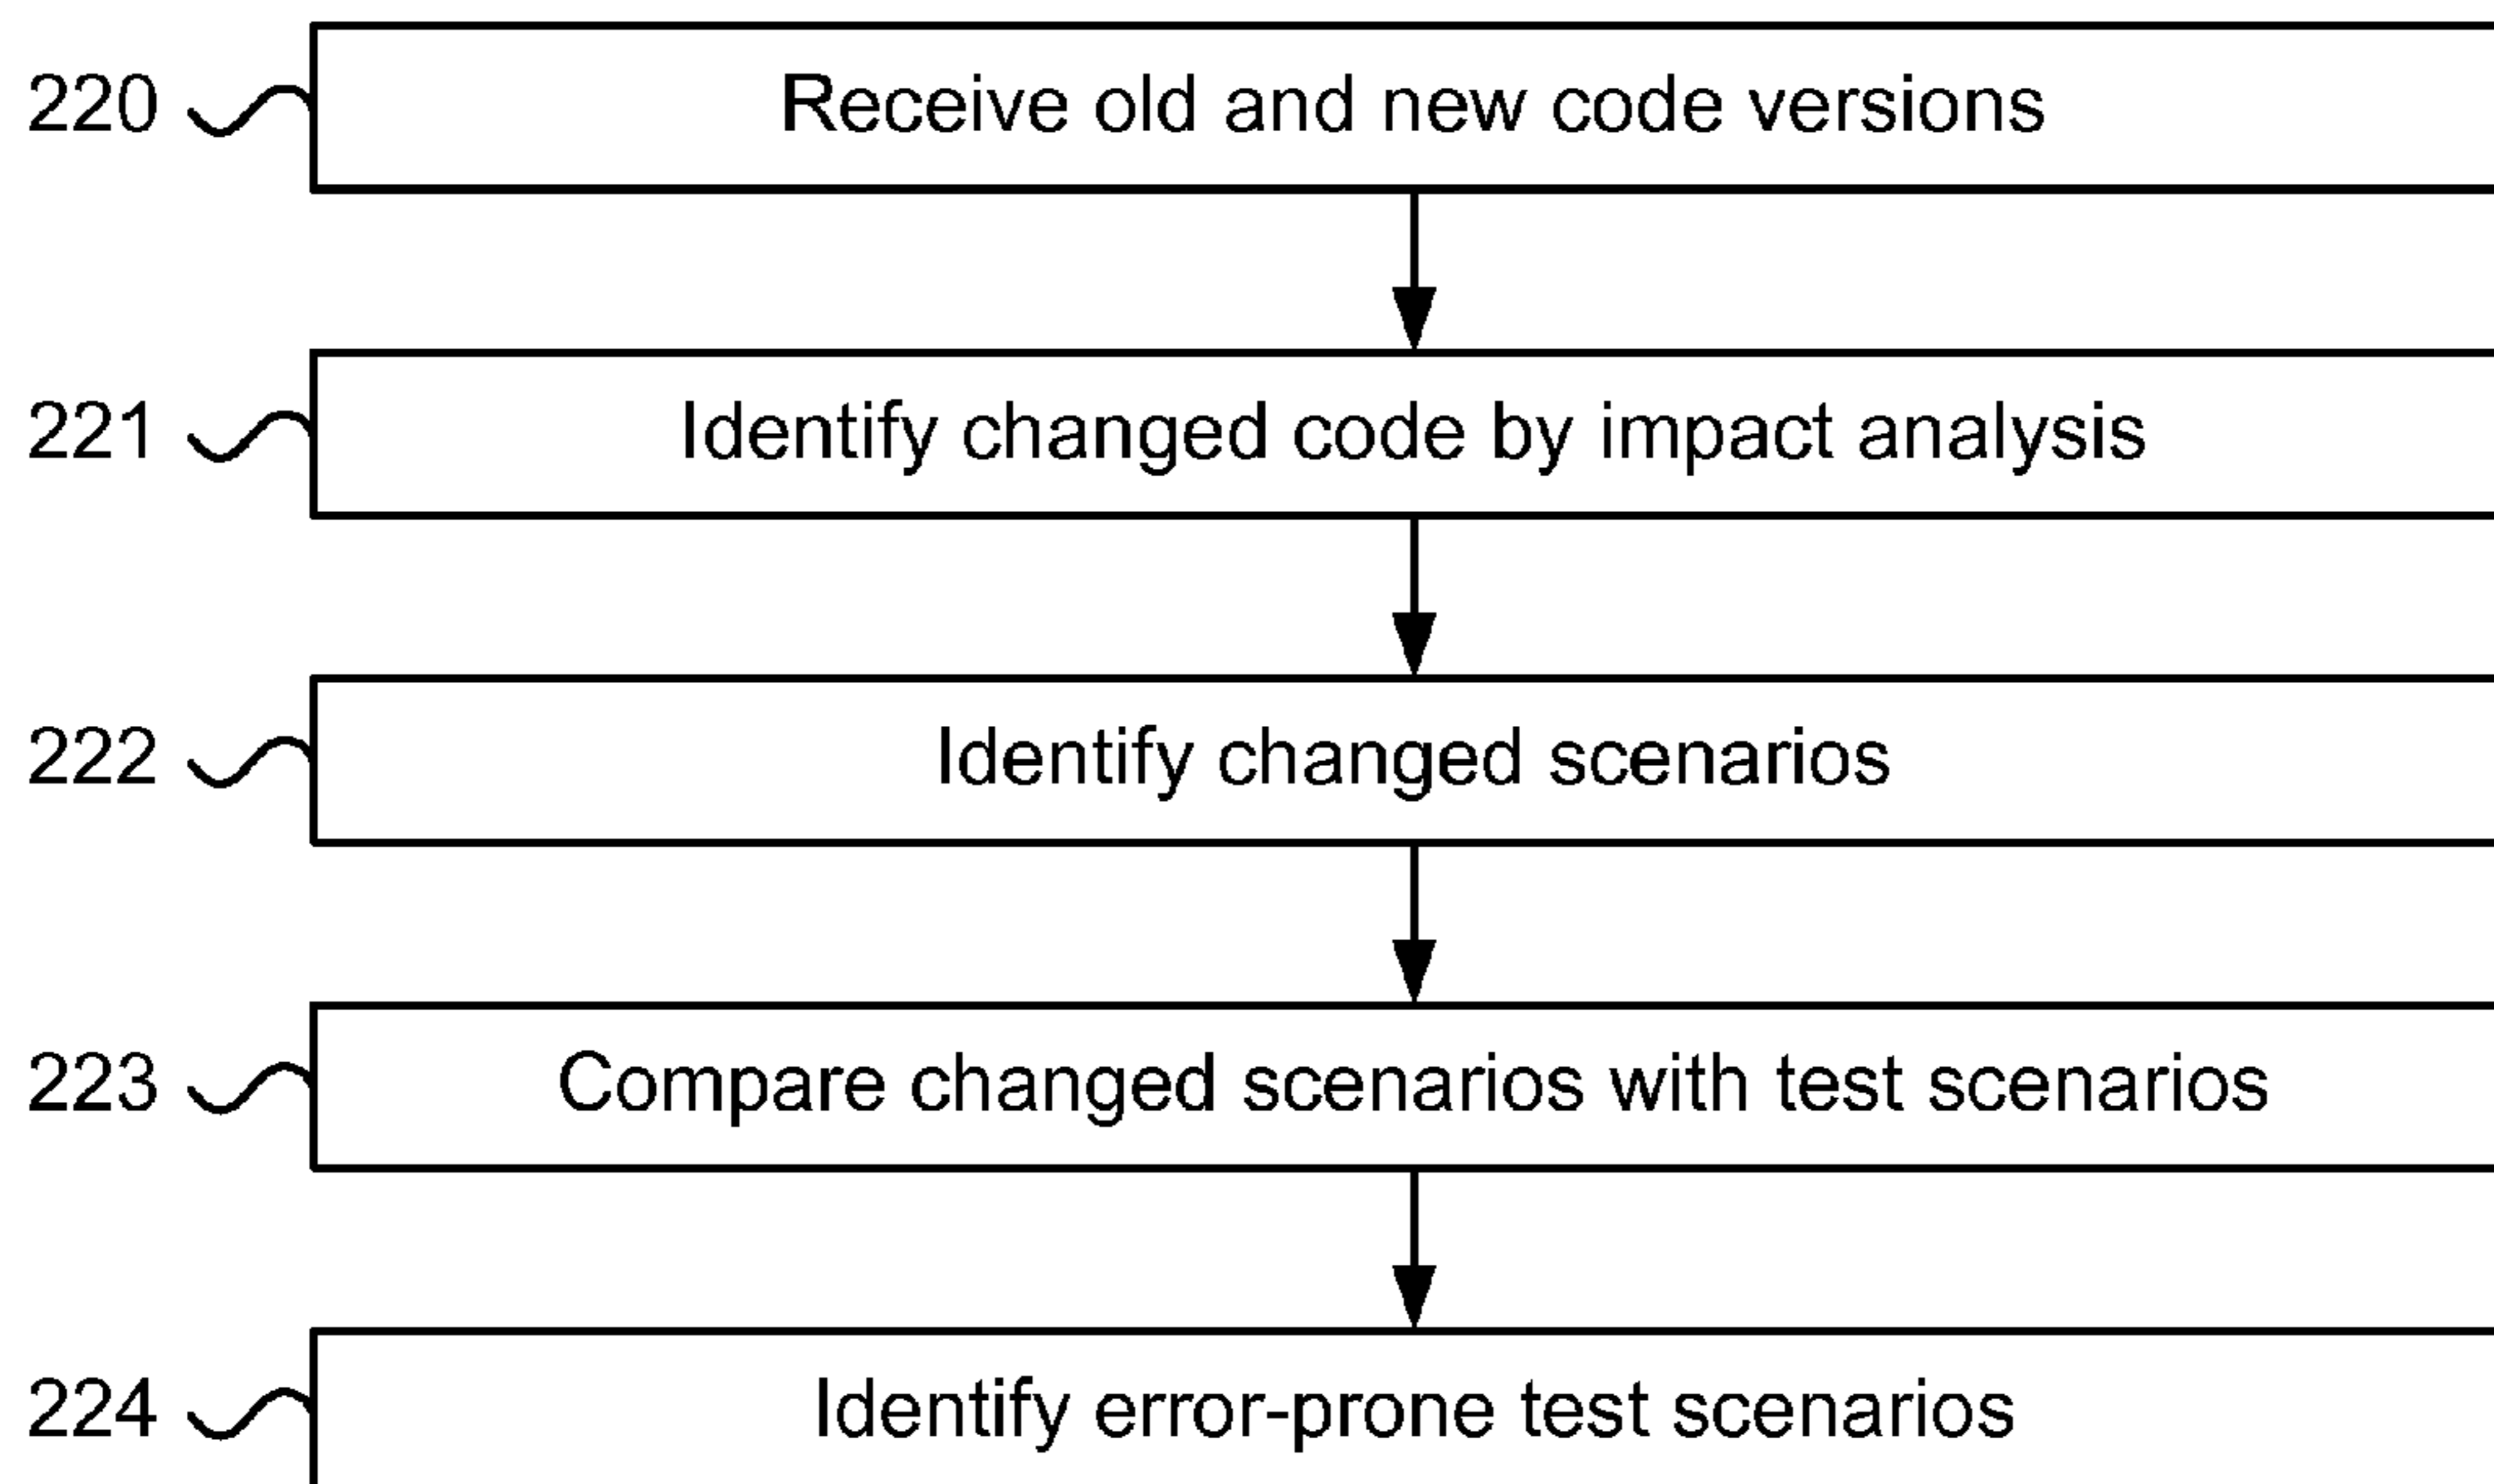 220 Receive old and new code versions
221 Identify changed code by impact analysis
222 Identify changed scenarios
223 Compare changed scenarios with test scenarios
224 Identify error-prone test scenarios